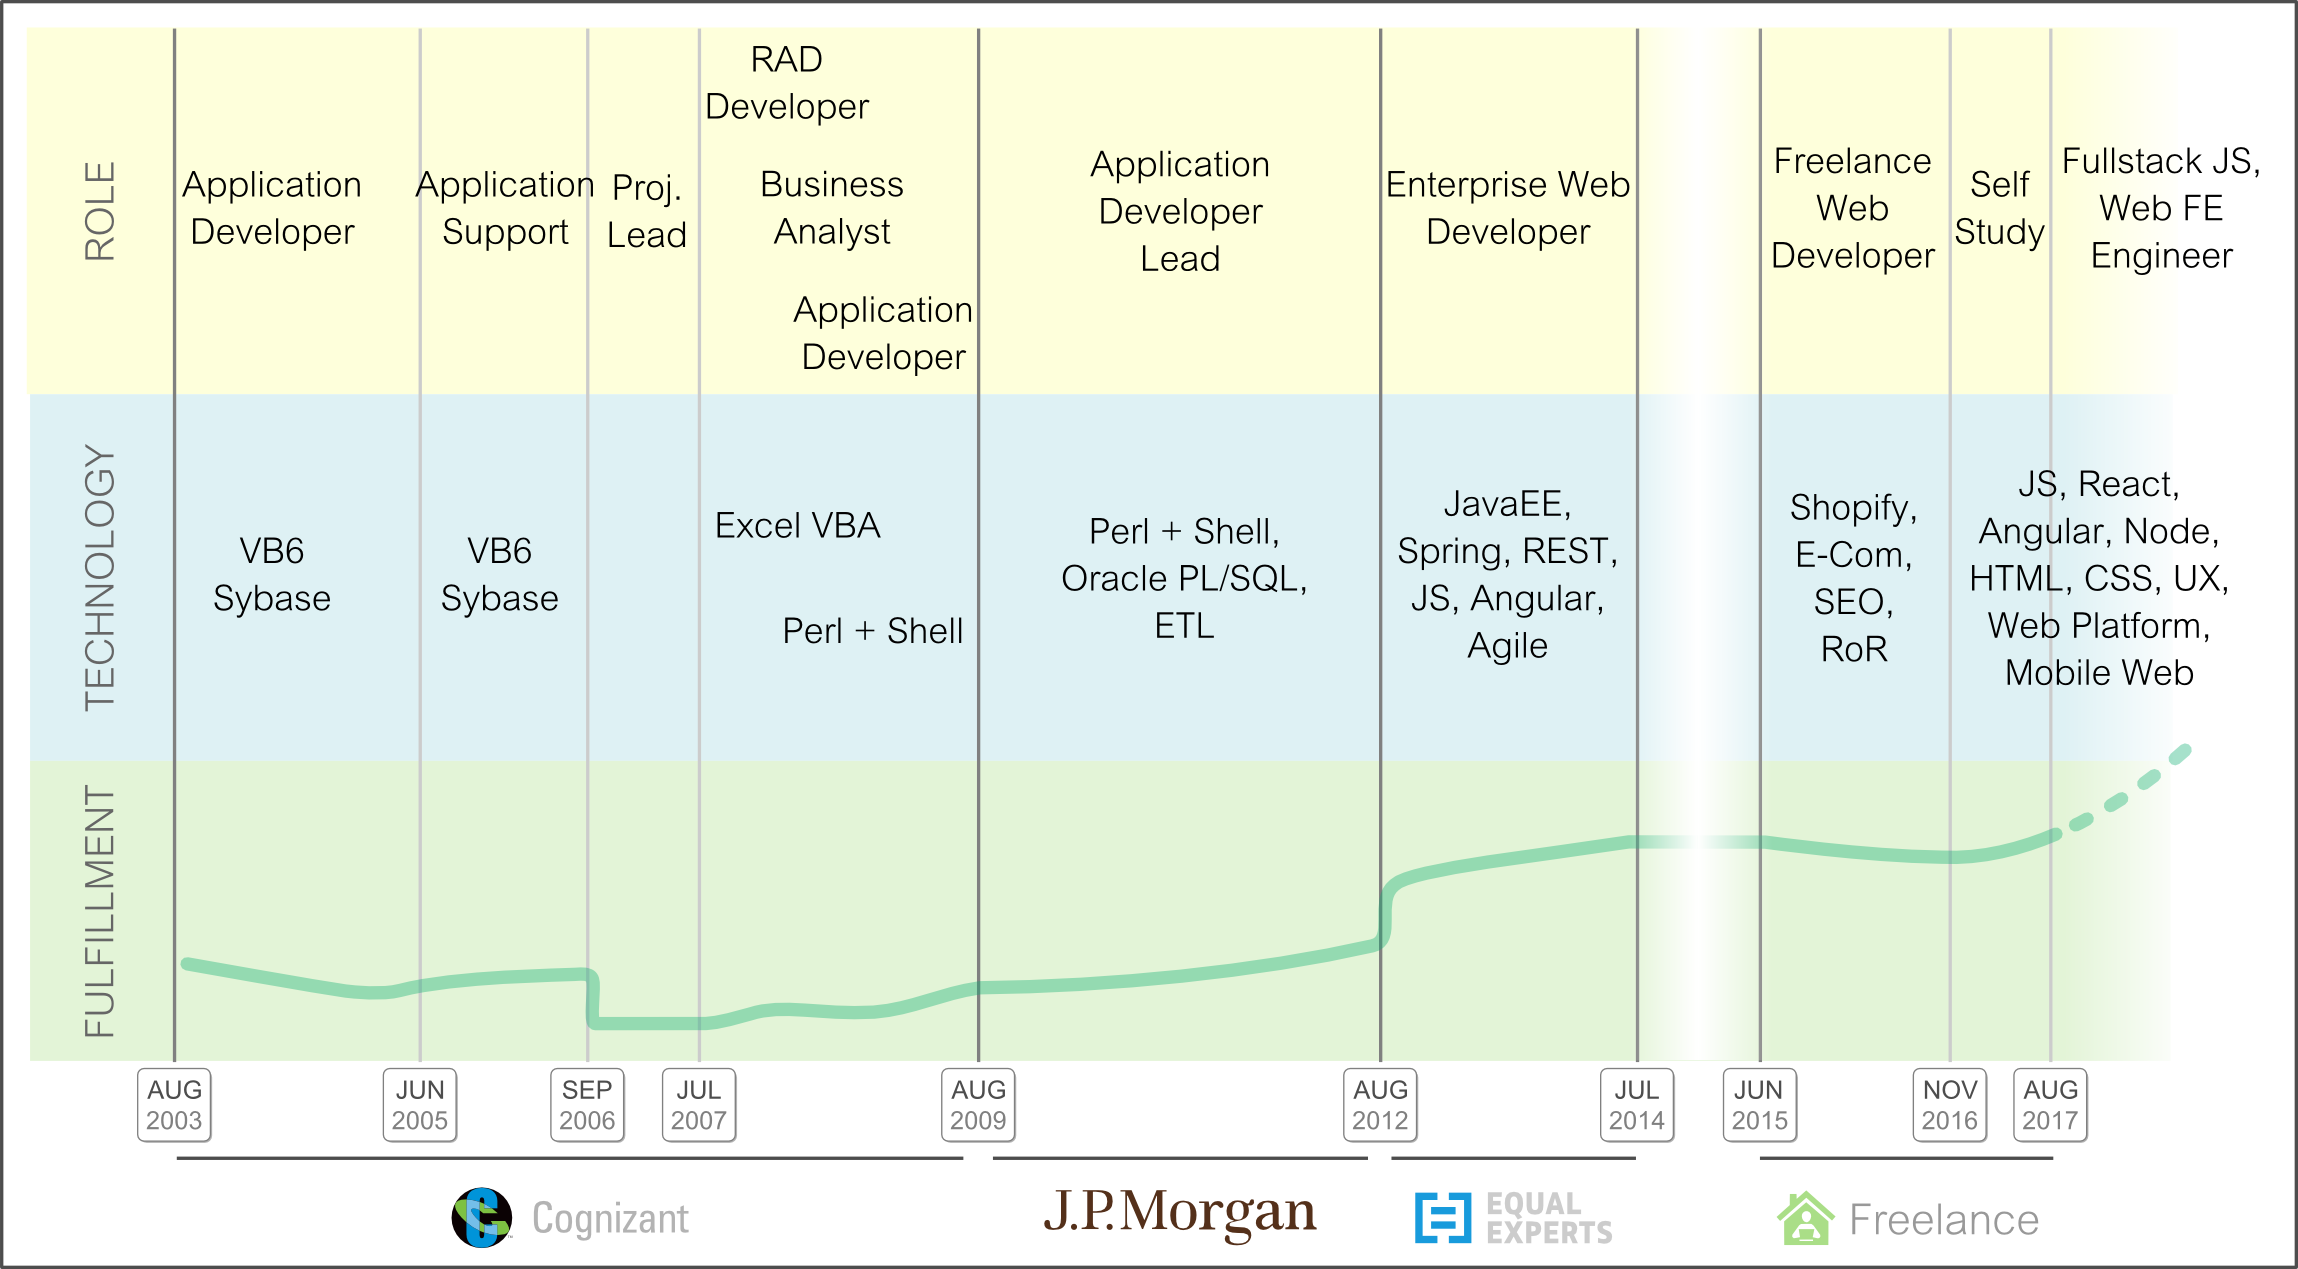 ROLE
Application
Developer
Application
Support
Proj.
Lead
RAD
Developer
Business
Analyst
Application
Developer
Application
Developer
Lead
Enterprise Web
Developer
Freelance
Web
Developer
Self
Study
Fullstack JS,
Web FE
Engineer
TECHNOLOGY
VB6
Sybase
VB6
Sybase
Excel VBA
Perl + Shell
Perl + Shell,
Oracle PL/SQL,
ETL
JavaEE,
Spring, REST,
JS, Angular,
Agile
Shopify,
E-Com,
SEO,
RoR
JS, React,
Angular, Node,
HTML, CSS, UX,
Web Platform,
Mobile Web
FULFILLMENT
AUG
2003
JUN
2005
SEP
2006
JUL
2007
AUG
2009
AUG
2012
JUL
2014
JUN
2015
NOV
2016
AUG
2017
Cognizant
J.P.Morgan
EQUAL
EXPERTS
Freelance